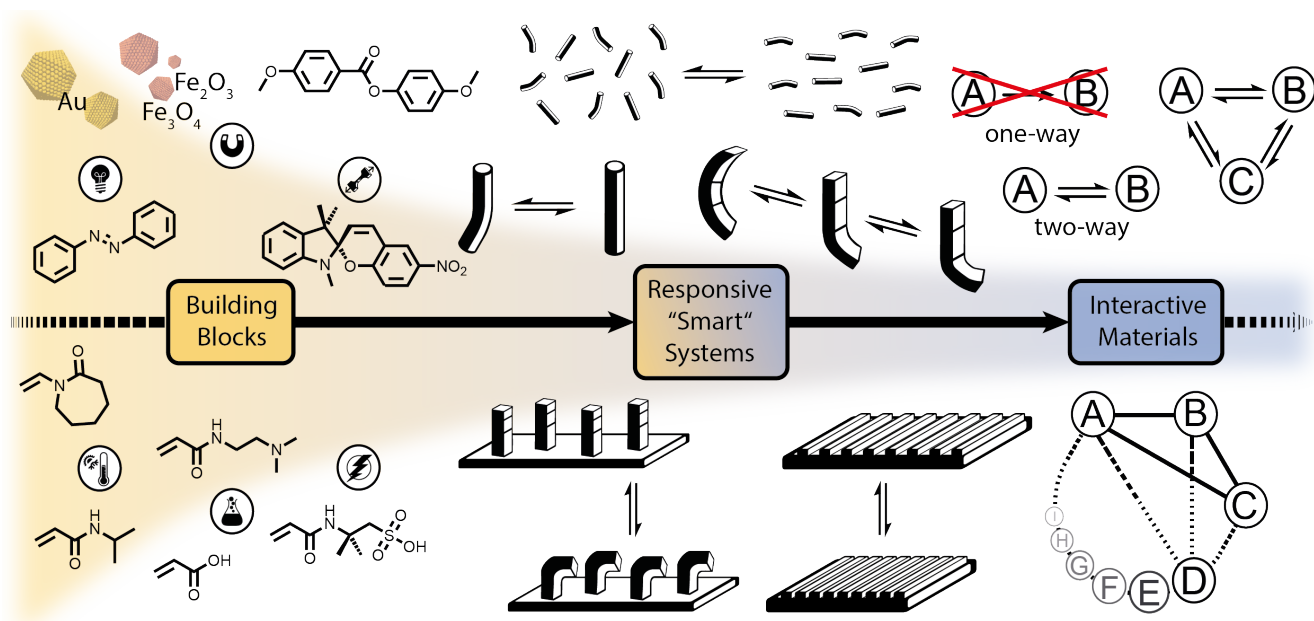 Au
Fe₂O₃
Fe₃O₄
O
O
O
O
A B
one-way
A B
C
A B
two-way
N
N
N
O
NO₂
Building
Blocks
Responsive
“Smart“
Systems
Interactive
Materials
O
N
H
N
O
N
H
N
O
OH
O
H
N
O
O
S
O
OH
A
B
C
D
E
F
G
H
I